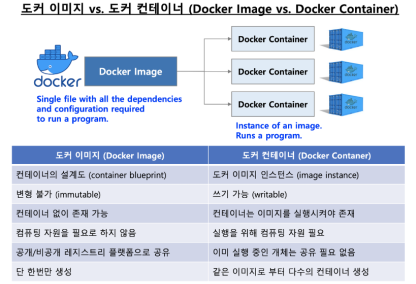 도커 이미지 vs. 도커 컨테이너 (Docker Image vs. Docker Container)
docker
Docker Image
Docker Container
Docker Container
Docker Container
Single file with all the dependencies
and configuration required
to run a program.
Instance of an image.
Runs a program.
도커 이미지 (Docker Image) 도커 컨테이너 (Docker Contaner)
컨테이너의 설계도 (container blueprint) 도커 이미지 인스턴스 (image instance)
변형 불가 (immutable) 쓰기 가능 (writable)
컨테이너 없이 존재 가능 컨테이너는 이미지를 실행시켜야 존재
컴퓨팅 자원을 필요로 하지 않음 실행을 위해 컴퓨팅 자원 필요
공개/비공개 레지스트리 플랫폼으로 공유 이미 실행 중인 개체는 공유 필요 없음
단 한번만 생성 같은 이미지로 부터 다수의 컨테이너 생성